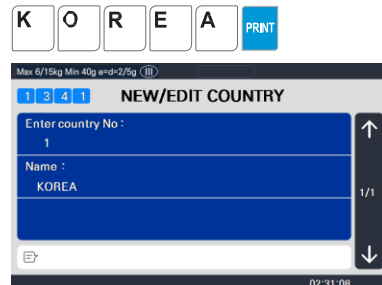 K O R E A PRINT
Max 6/15kg Min 40g e=d=2/5g III
1 3 4 1 NEW/EDIT COUNTRY
Enter country No :
1
Name :
KOREA
1/1
02:31:08